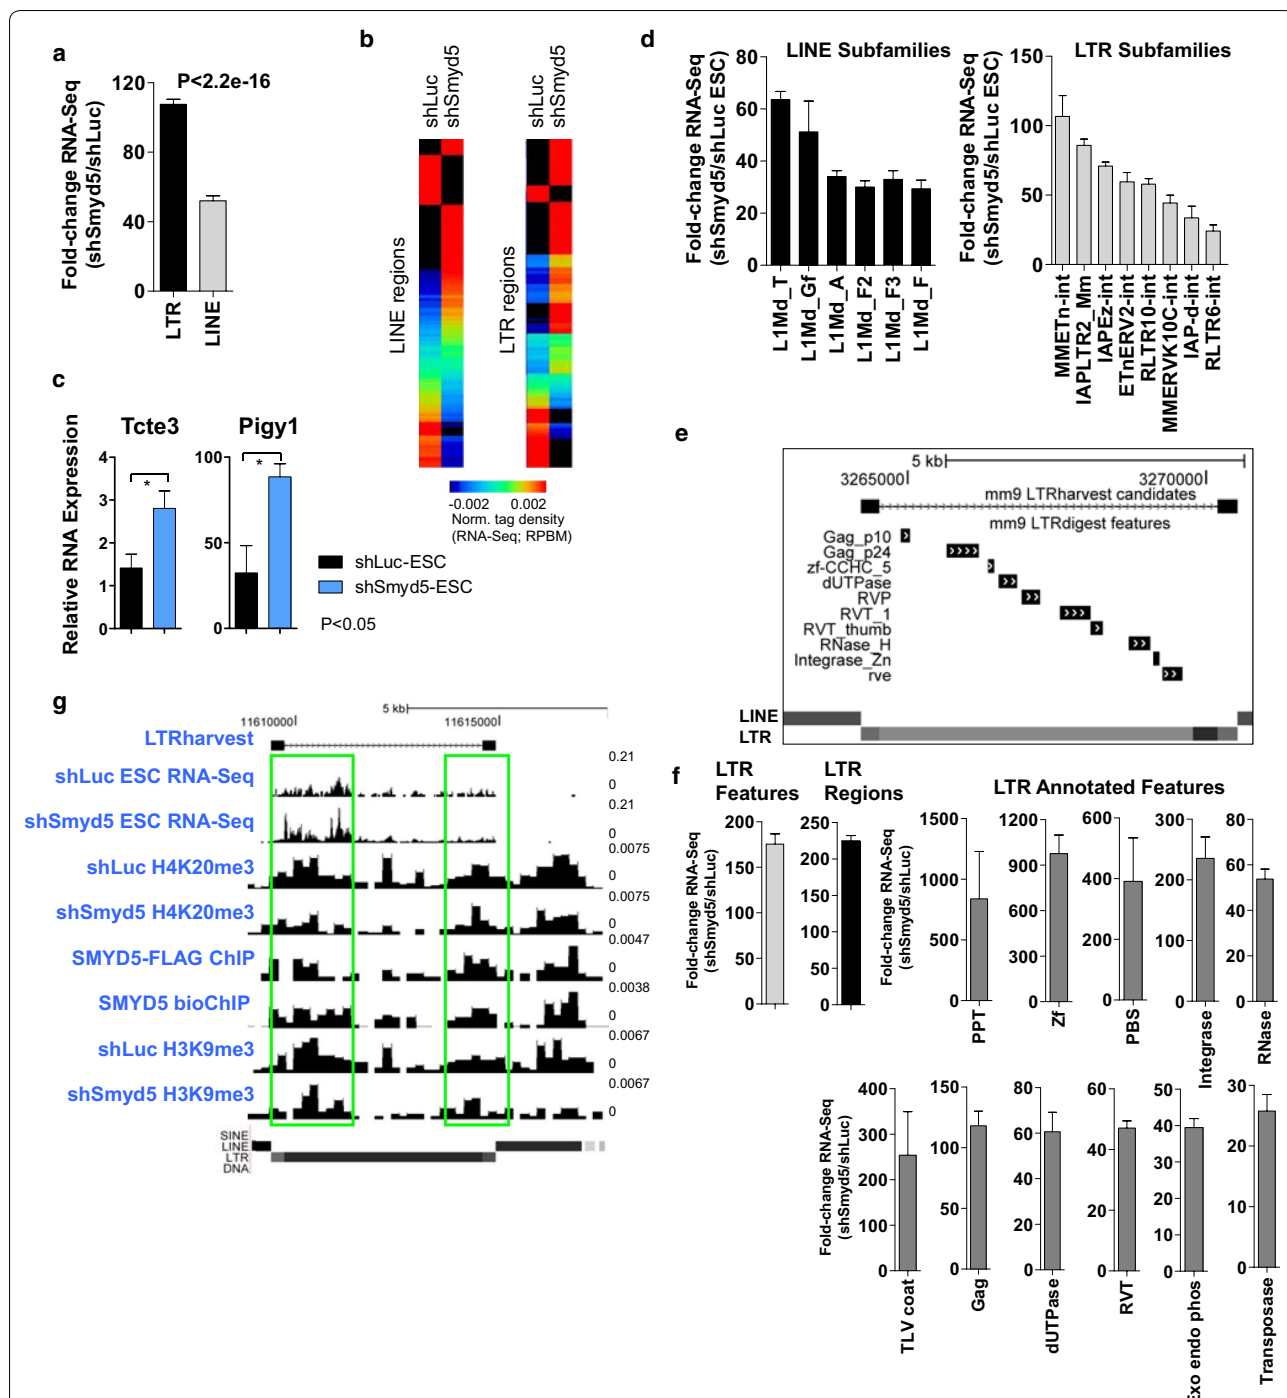 a
P<2.2e-16
Fold-change RNA-Seq
(shSmyd5/shLuc)
120
80
40
0
LTR
LINE
b
shLuc
shSmyd5
shLuc
shSmyd5
LINE regions
LTR regions
-0.002
0.002
Norm. tag density
(RNA-Seq; RPBM)
c
Tcte3
Pigy1
Relative RNA Expression
4
3
2
1
0
*
100
50
0
*
shLuc-ESC
shSmyd5-ESC
P<0.05
d
LINE Subfamilies
Fold-change RNA-Seq
(shSmyd5/shLuc ESC)
80
60
40
20
0
L1Md_T
L1Md_Gf
L1Md_A
L1Md_F2
L1Md_F3
L1Md_F
LTR Subfamilies
Fold-change RNA-Seq
(shSmyd5/shLuc ESC)
150
100
50
0
MMETn-int
IAPLTR2_Mm
IAPEz-int
ETnERV2-int
RLTR10-int
MMERVK10C-int
IAP-d-int
RLTR6-int
e
5 kb
3265000
3270000
mm9 LTRharvest candidates
mm9 LTRdigest features
Gag_p10
Gag_p24
zf-CCHC_5
dUTPase
RVP
RVT_1
RVT_thumb
RNase_H
Integrase_Zn
rve
LINE
LTR
f
LTR
Features
LTR
Regions
LTR Annotated Features
Fold-change RNA-Seq
(shSmyd5/shLuc)
200
150
100
50
0
250
200
150
100
50
0
Fold-change RNA-Seq
(shSmyd5/shLuc)
1500
1000
500
0
PPT
1200
900
600
300
0
Zf
600
400
200
0
PBS
300
200
100
0
Integrase
80
60
40
20
0
RNase
Fold-change RNA-Seq
(shSmyd5/shLuc)
400
300
200
100
0
TLV coat
150
100
50
0
Gag
80
60
40
20
0
dUTPase
60
40
20
0
RVT
50
40
30
20
10
0
Exo endo phos
30
20
10
0
Transposase
g
5 kb
11610000
11615000
LTRharvest
shLuc ESC RNA-Seq
0.21
0
shSmyd5 ESC RNA-Seq
0.21
0
shLuc H4K20me3
0.0075
0
shSmyd5 H4K20me3
0.0075
0
SMYD5-FLAG ChIP
0.0047
0
SMYD5 bioChIP
0.0038
0
shLuc H3K9me3
0.0067
0
shSmyd5 H3K9me3
0.0067
0
SINE
LINE
LTR
DNA